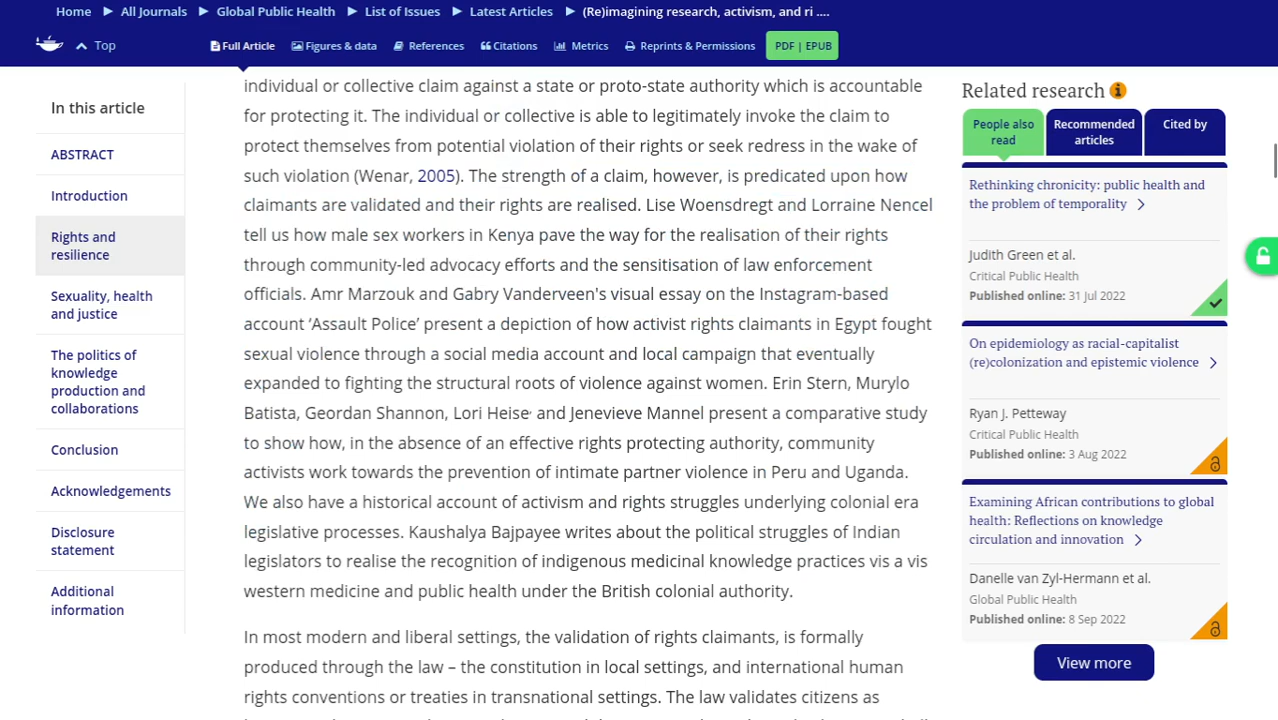 Home ▶ All Journals ▶ Global Public Health ▶ List of Issues ▶ Latest Articles ▶ (Re)imagining research, activism, and ri ....
Top
Full Article Figures & data References Citations Metrics Reprints & Permissions PDF | EPUB
In this article
ABSTRACT
Introduction
Rights and
resilience
Sexuality, health
and justice
The politics of
knowledge
production and
collaborations
Conclusion
Acknowledgements
Disclosure
statement
Additional
information
individual or collective claim against a state or proto-state authority which is accountable
for protecting it. The individual or collective is able to legitimately invoke the claim to
protect themselves from potential violation of their rights or seek redress in the wake of
such violation (Wenar, 2005). The strength of a claim, however, is predicated upon how
claimants are validated and their rights are realised. Lise Woensdregt and Lorraine Nencel
tell us how male sex workers in Kenya pave the way for the realisation of their rights
through community-led advocacy efforts and the sensitisation of law enforcement
officials. Amr Marzouk and Gabry Vanderveen's visual essay on the Instagram-based
account ‘Assault Police’ present a depiction of how activist rights claimants in Egypt fought
sexual violence through a social media account and local campaign that eventually
expanded to fighting the structural roots of violence against women. Erin Stern, Murylo
Batista, Geordan Shannon, Lori Heise and Jenevieve Mannel present a comparative study
to show how, in the absence of an effective rights protecting authority, community
activists work towards the prevention of intimate partner violence in Peru and Uganda.
We also have a historical account of activism and rights struggles underlying colonial era
legislative processes. Kaushalya Bajpayee writes about the political struggles of Indian
legislators to realise the recognition of indigenous medicinal knowledge practices vis a vis
western medicine and public health under the British colonial authority.
In most modern and liberal settings, the validation of rights claimants, is formally
produced through the law – the constitution in local settings, and international human
rights conventions or treaties in transnational settings. The law validates citizens as
Related research
People also
read
Recommended
articles
Cited by
Rethinking chronicity: public health and
the problem of temporality
Judith Green et al.
Critical Public Health
Published online: 31 Jul 2022
On epidemiology as racial-capitalist
(re)colonization and epistemic violence
Ryan J. Petteway
Critical Public Health
Published online: 3 Aug 2022
Examining African contributions to global
health: Reflections on knowledge
circulation and innovation
Danelle van Zyl-Hermann et al.
Global Public Health
Published online: 8 Sep 2022
View more